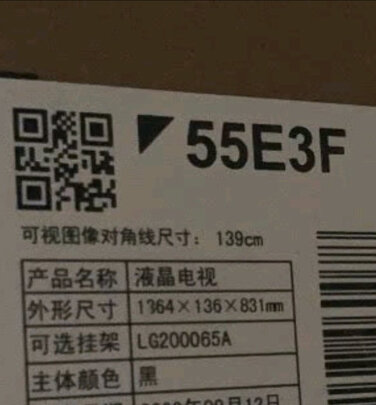 55E3F
可视图像对角线尺寸： 139cm
产品名称 液晶电视
外形尺寸 1364×136×831mm
可选挂架 LG200065A
主体颜色 黑